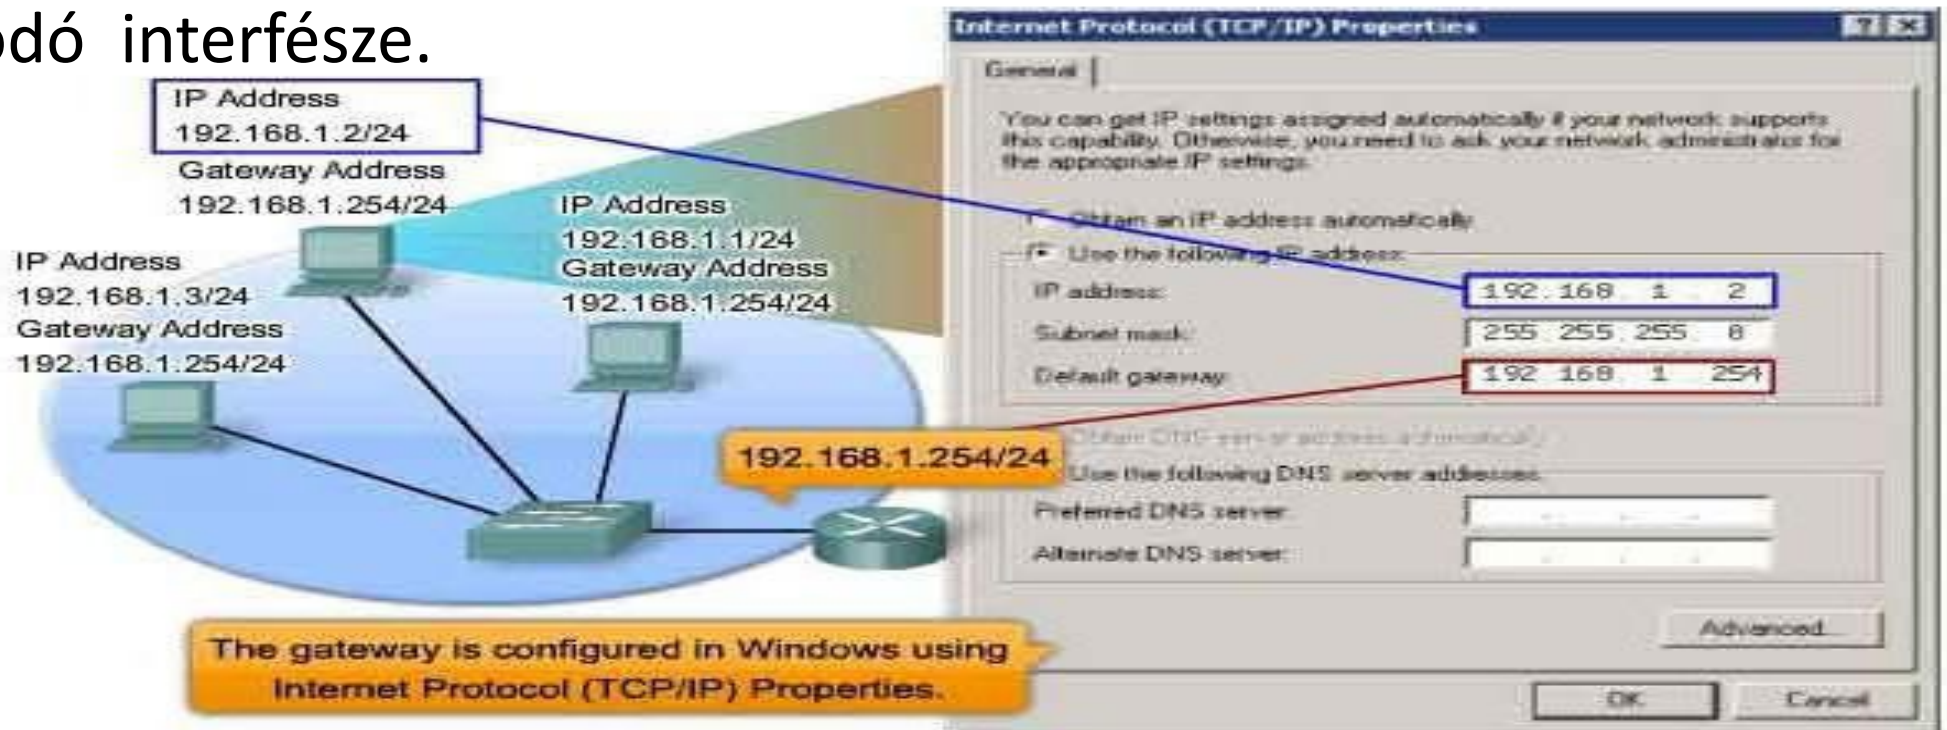 dó interfésze.
IP Address
192.168.1.2/24
Gateway Address
192.168.1.254/24
IP Address
192.168.1.1/24
Gateway Address
192.168.1.254/24
IP Address
192.168.1.3/24
Gateway Address
192.168.1.254/24
192.168.1.254/24
The gateway is configured in Windows using
Internet Protocol (TCP/IP) Properties.
Internet Protocol (TCP/IP) Properties
General
You can get IP settings assigned automatically if your network supports
this capability. Otherwise, you need to ask your network administrator for
the appropriate IP settings.
Obtain an IP address automatically
Use the following IP address:
IP address: 192.168. 1 . 2
Subnet mask: 255.255.255. 0
Default gateway: 192.168. 1 .254
Obtain DNS server address automatically
Use the following DNS server addresses:
Preferred DNS server:
Alternate DNS server:
Advanced...
OK
Cancel